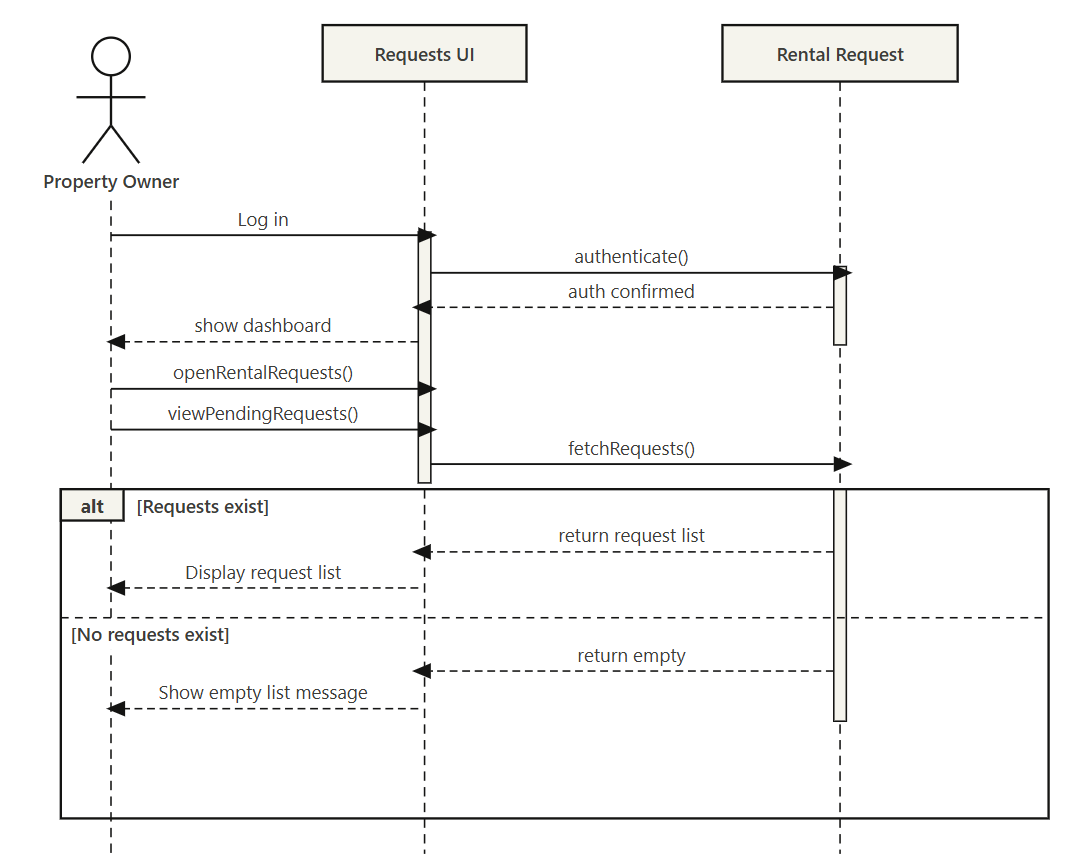 Requests UI
Rental Request
Property Owner
Log in
authenticate()
auth confirmed
show dashboard
openRentalRequests()
viewPendingRequests()
fetchRequests()
alt
[Requests exist]
return request list
Display request list
[No requests exist]
return empty
Show empty list message